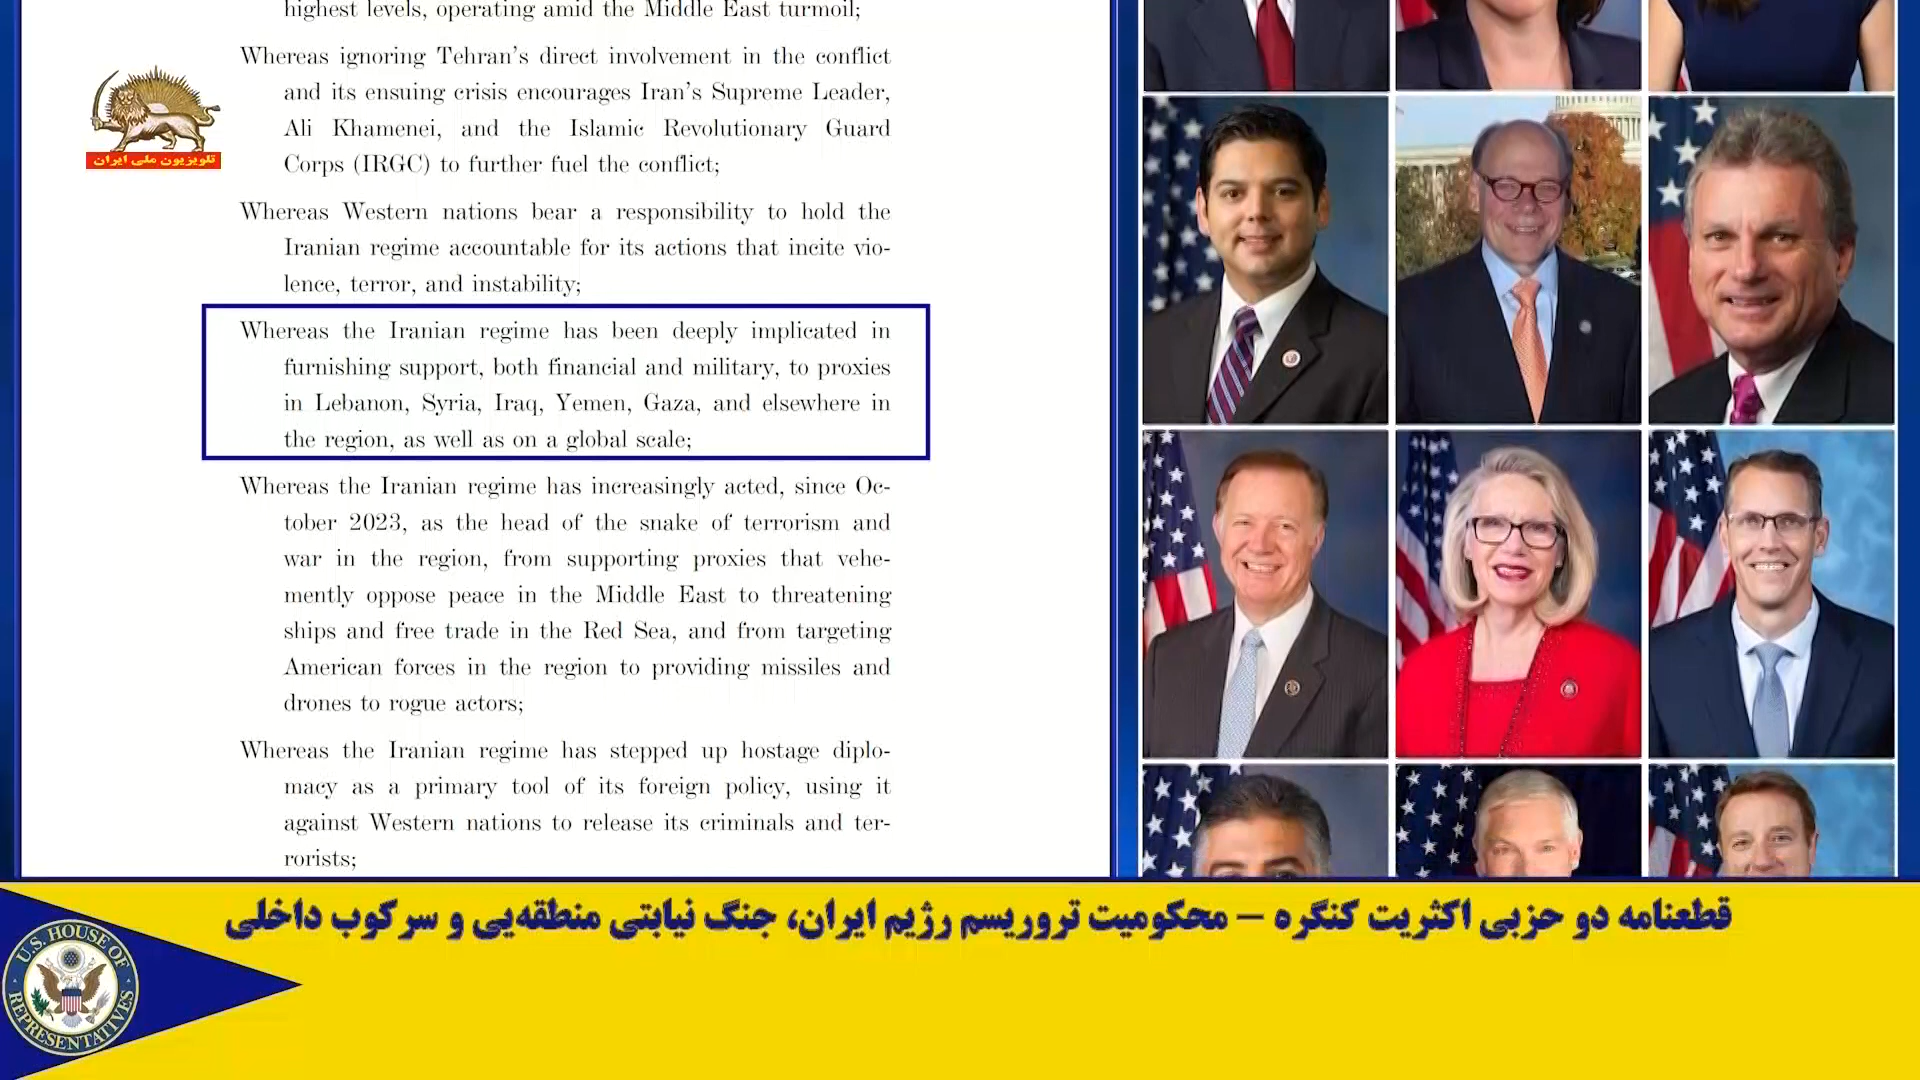 highest levels, operating amid the Middle East turmoil;
Whereas ignoring Tehran's direct involvement in the conflict
and its ensuing crisis encourages Iran's Supreme Leader,
Ali Khamenei, and the Islamic Revolutionary Guard
Corps (IRGC) to further fuel the conflict;
Whereas Western nations bear a responsibility to hold the
Iranian regime accountable for its actions that incite vio-
lence, terror, and instability;
Whereas the Iranian regime has been deeply implicated in
furnishing support, both financial and military, to proxies
in Lebanon, Syria, Iraq, Yemen, Gaza, and elsewhere in
the region, as well as on a global scale;
Whereas the Iranian regime has increasingly acted, since Oc-
tober 2023, as the head of the snake of terrorism and
war in the region, from supporting proxies that vehe-
mently oppose peace in the Middle East to threatening
ships and free trade in the Red Sea, and from targeting
American forces in the region to providing missiles and
drones to rogue actors;
Whereas the Iranian regime has stepped up hostage diplo-
macy as a primary tool of its foreign policy, using it
against Western nations to release its criminals and ter-
rorists;
تلویزیون ملی ایران
قطعنامه دو حزبی اکثریت کنگره – محکومیت تروریسم رژیم ایران، جنگ نیابتی منطقه‌یی و سرکوب داخلی
U.S. HOUSE OF
REPRESENTATIVES